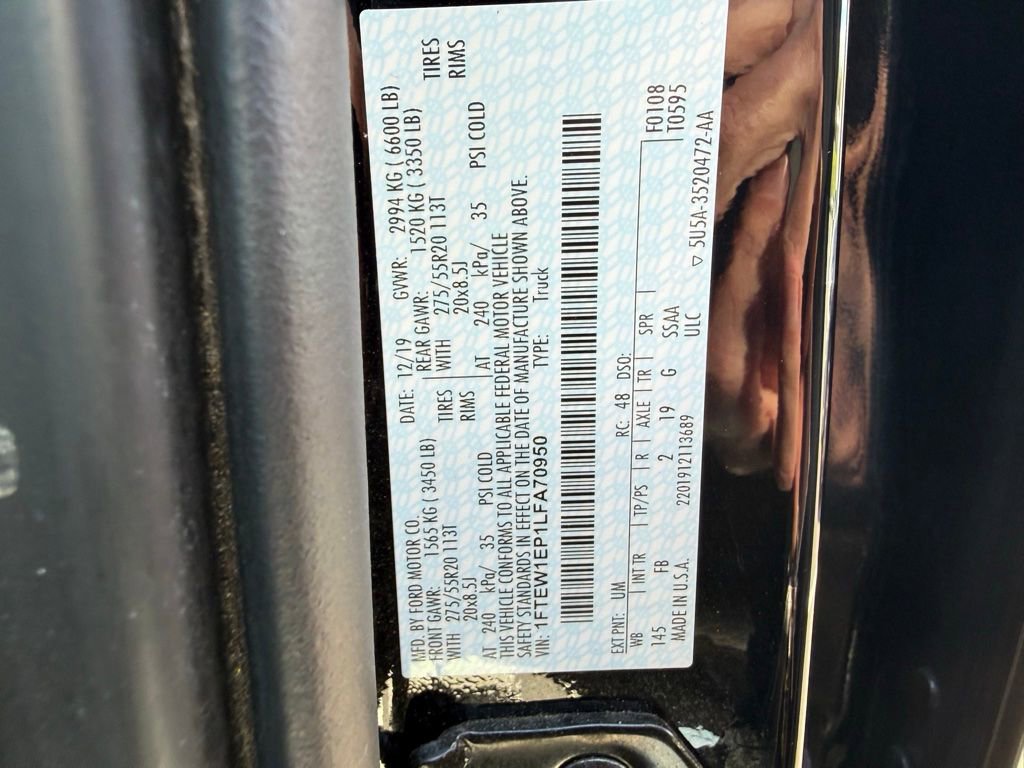 MFD. BY FORD MOTOR CO.
DATE: 12/19 GVWR: 2994 KG ( 6600 LB)
FRONT GAWR: 1565 KG ( 3450 LB) REAR GAWR: 1520 KG ( 3350 LB)
WITH 275/55R20 113T TIRES WITH 275/55R20 113T TIRES
20x8.5J RIMS 20x8.5J RIMS
AT 240 kPa/ 35 PSI COLD AT 240 kPa/ 35 PSI COLD
THIS VEHICLE CONFORMS TO ALL APPLICABLE FEDERAL MOTOR VEHICLE
SAFETY STANDARDS IN EFFECT ON THE DATE OF MANUFACTURE SHOWN ABOVE.
VIN: 1FTEW1EP1LFA70950 TYPE: Truck
EXT PNT: UM RC: 48 DSO:
WB INT TR TP/PS R AXLE TR SPR F0108
145 FB 2 19 G SSAA T0595
MADE IN U.S.A. 2201912113689 ULC
▽ 5U5A-3520472-AA